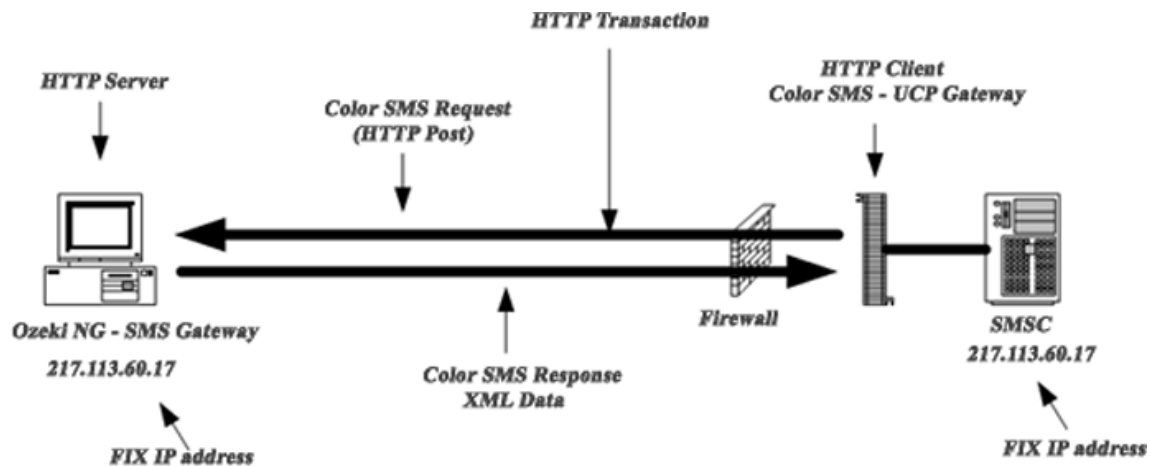 HTTP Transaction
HTTP Server
HTTP Client
Color SMS - UCP Gateway
Color SMS Request
(HTTP Post)
Firewall
Ozeki NG - SMS Gateway
217.113.60.17
SMSC
217.113.60.17
Color SMS Response
XML Data
FIX IP address
FIX IP address